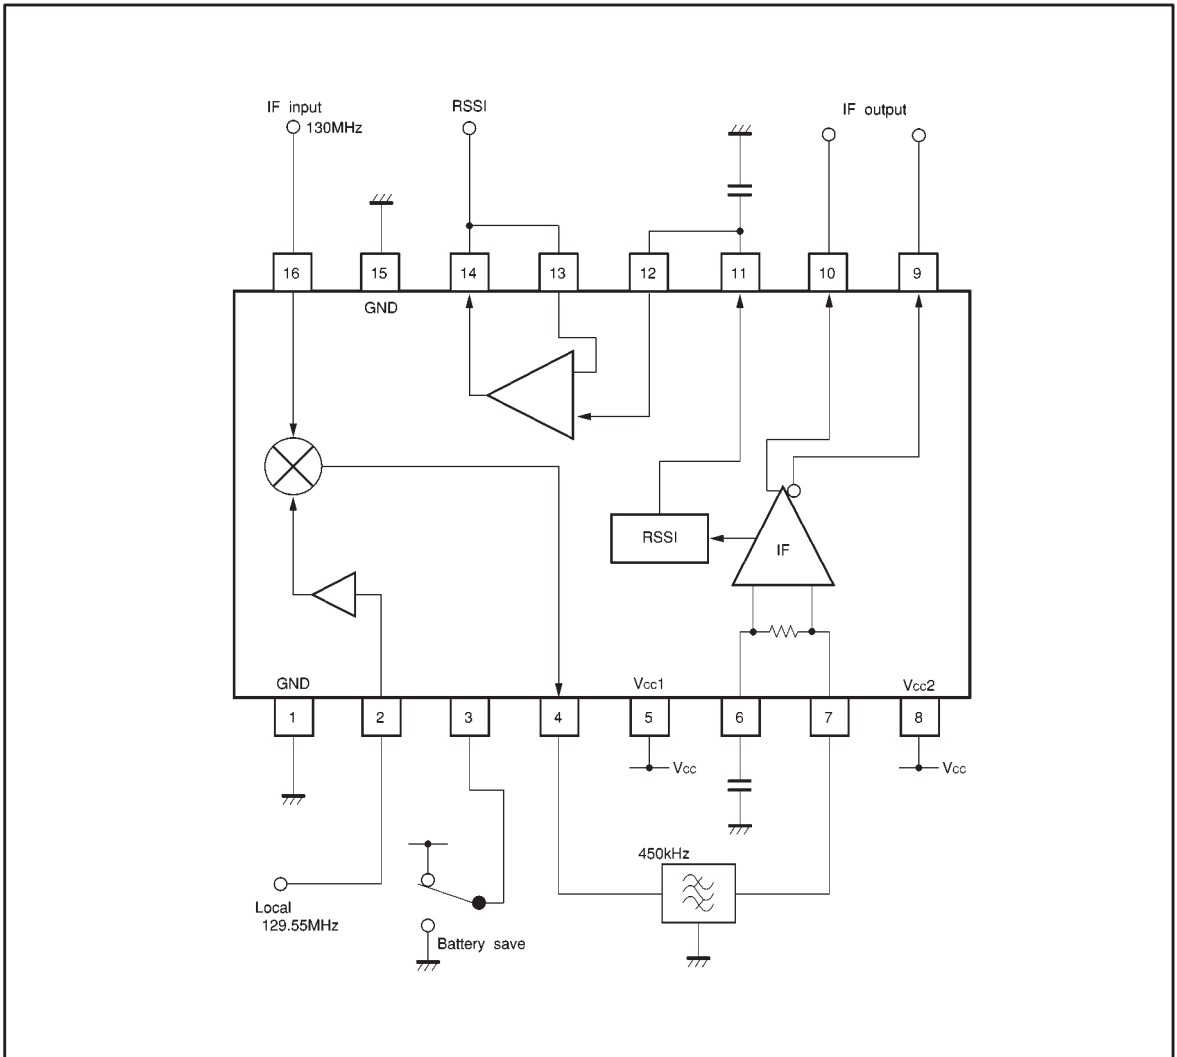 IF input
130MHz
RSSI
IF output
16
15
14
13
12
11
10
9
GND
RSSI
IF
GND
Vcc1
Vcc2
1
2
3
4
5
6
7
8
Vcc
Vcc
450kHz
Local
129.55MHz
Battery save